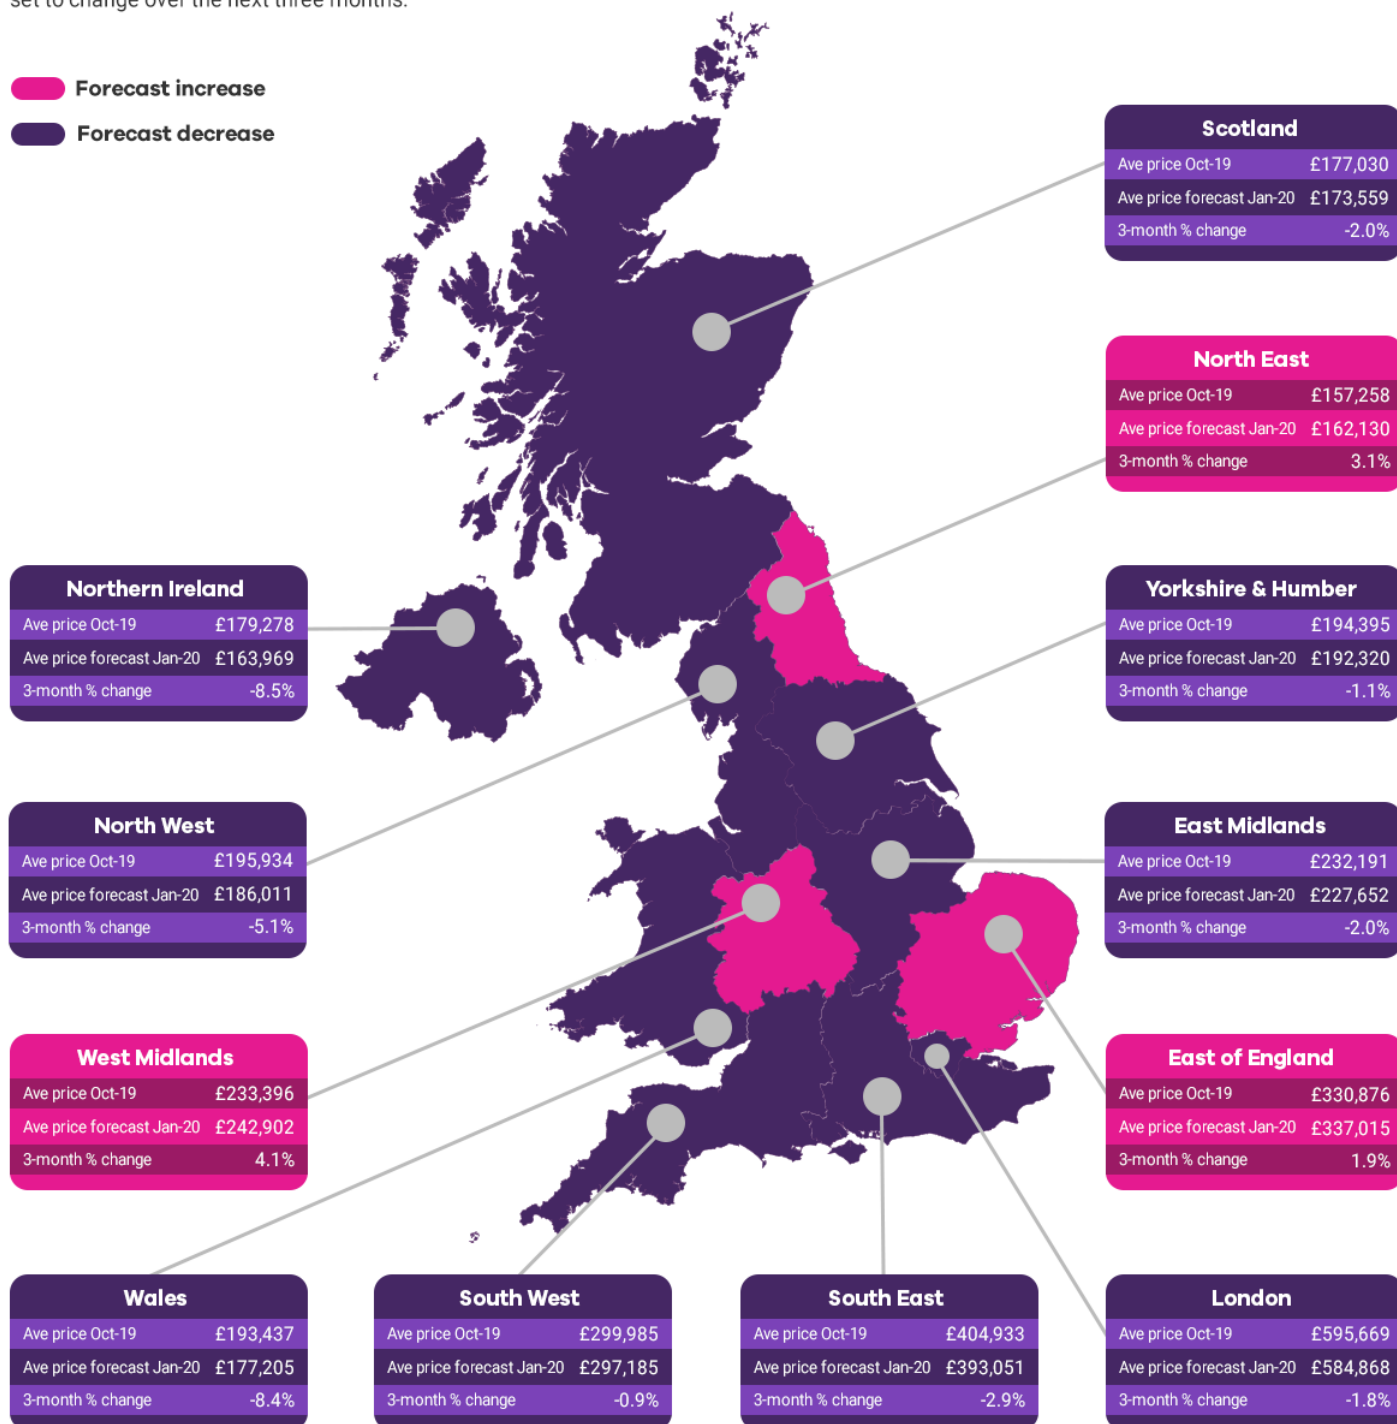 set to change over the next three months.
Forecast increase
Forecast decrease
Scotland
Ave price Oct-19 £177,030
Ave price forecast Jan-20 £173,559
3-month % change -2.0%
North East
Ave price Oct-19 £157,258
Ave price forecast Jan-20 £162,130
3-month % change 3.1%
Northern Ireland
Ave price Oct-19 £179,278
Ave price forecast Jan-20 £163,969
3-month % change -8.5%
Yorkshire & Humber
Ave price Oct-19 £194,395
Ave price forecast Jan-20 £192,320
3-month % change -1.1%
North West
Ave price Oct-19 £195,934
Ave price forecast Jan-20 £186,011
3-month % change -5.1%
East Midlands
Ave price Oct-19 £232,191
Ave price forecast Jan-20 £227,652
3-month % change -2.0%
West Midlands
Ave price Oct-19 £233,396
Ave price forecast Jan-20 £242,902
3-month % change 4.1%
East of England
Ave price Oct-19 £330,876
Ave price forecast Jan-20 £337,015
3-month % change 1.9%
Wales
Ave price Oct-19 £193,437
Ave price forecast Jan-20 £177,205
3-month % change -8.4%
South West
Ave price Oct-19 £299,985
Ave price forecast Jan-20 £297,185
3-month % change -0.9%
South East
Ave price Oct-19 £404,933
Ave price forecast Jan-20 £393,051
3-month % change -2.9%
London
Ave price Oct-19 £595,669
Ave price forecast Jan-20 £584,868
3-month % change -1.8%